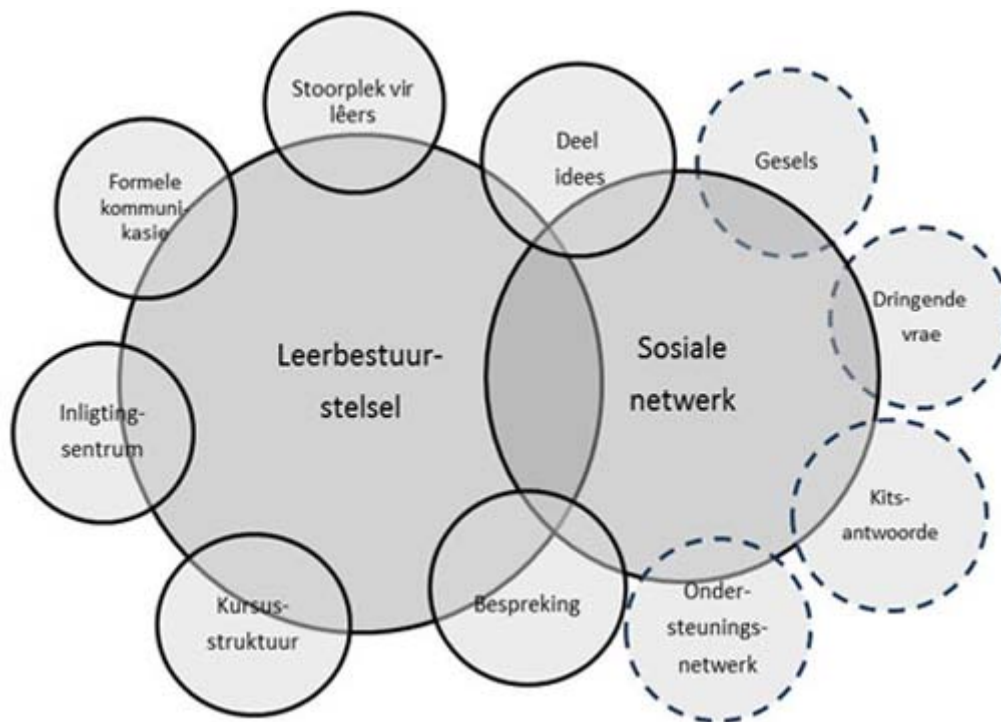 Stoorplek vir
lêers
Deel
idees
Gesels
Formele
kommuni-
kasie
Dringende
vrae
Leerbestuur-
stelsel
Sosiale
netwerk
Inligting-
sentrum
Kits-
antwoorde
Kursus-
struktuur
Bespreking
Onder-
steunings-
netwerk